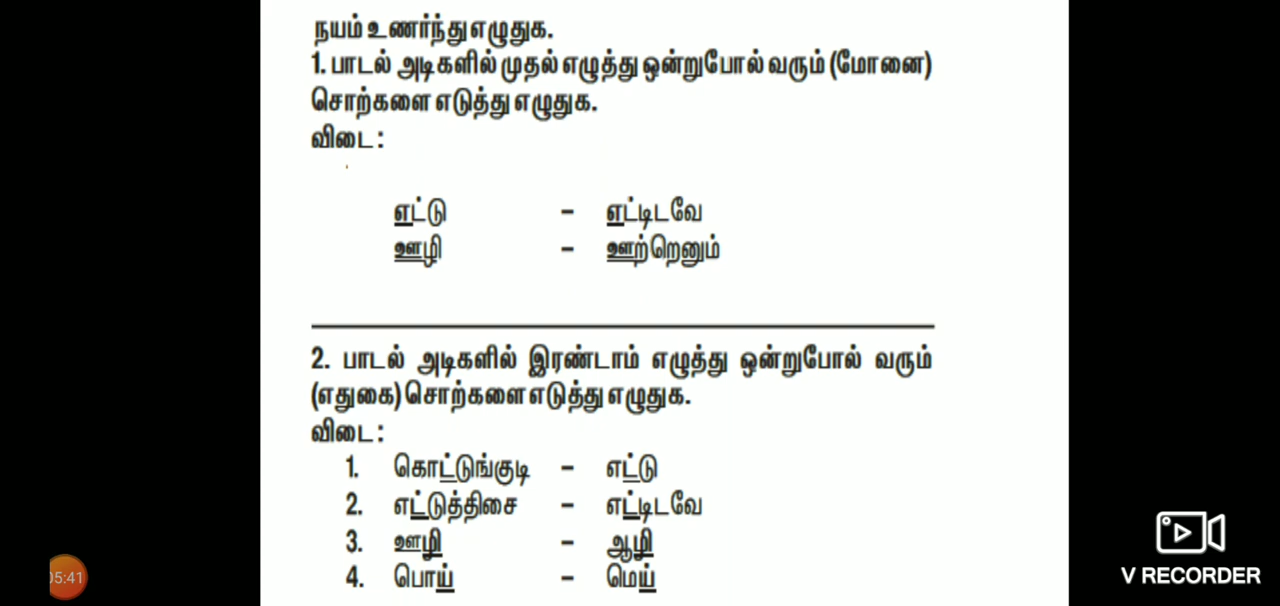 நயம் உணர்ந்து எழுதுக.
1. பாடல் அடிகளில் முதல் எழுத்து ஒன்றுபோல் வரும் (மோனை)
சொற்களை எடுத்து எழுதுக.
விடை :
எட்டு – எட்டிடவே
ஊழி – ஊற்றெனும்
2. பாடல் அடிகளில் இரண்டாம் எழுத்து ஒன்றுபோல் வரும்
(எதுகை) சொற்களை எடுத்து எழுதுக.
விடை :
1. கொட்டுங்குடி – எட்டு
2. எட்டுத்திசை – எட்டிடவே
3. ஊழி – ஆழி
4. பொய் – மெய்
05:41
V RECORDER